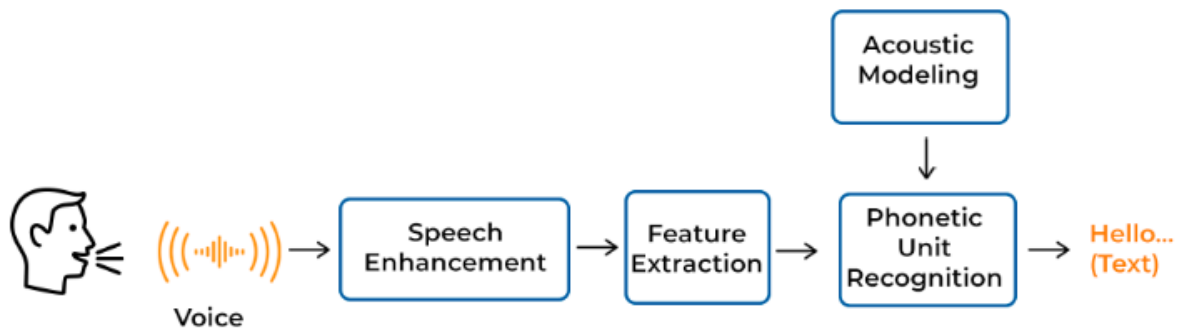 Acoustic
Modeling
Voice
Speech
Enhancement
Feature
Extraction
Phonetic
Unit
Recognition
Hello...
(Text)